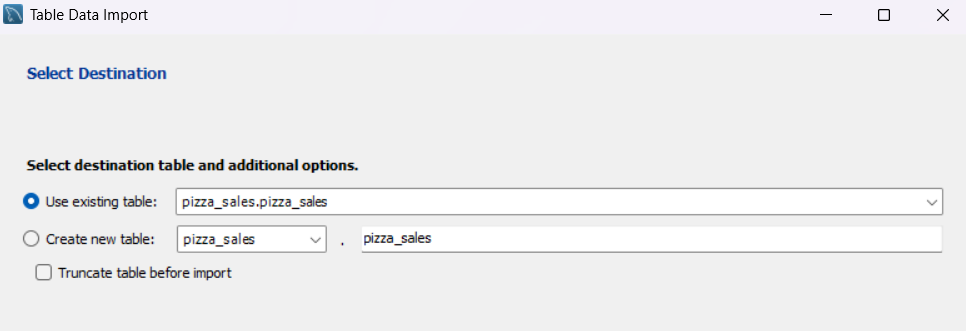 Table Data Import
Select Destination
Select destination table and additional options.
Use existing table: pizza_sales.pizza_sales
Create new table: pizza_sales . pizza_sales
Truncate table before import